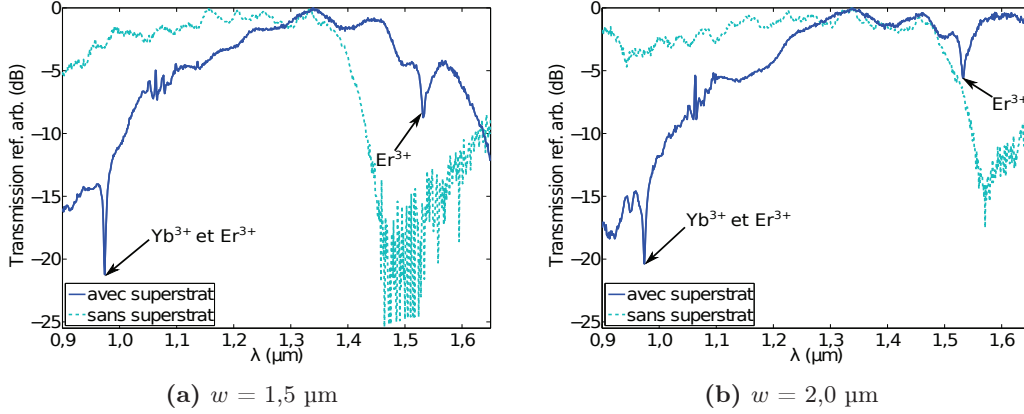 Transmission ref. arb. (dB)
0
−5
−10
−15
−20
−25
Er³⁺
Yb³⁺ et Er³⁺
avec superstrat
sans superstrat
0,9 1,0 1,1 1,2 1,3 1,4 1,5 1,6
λ (µm)
(a) w = 1,5 µm
Transmission ref. arb. (dB)
0
−5
−10
−15
−20
−25
Er³⁺
Yb³⁺ et Er³⁺
avec superstrat
sans superstrat
0,9 1,0 1,1 1,2 1,3 1,4 1,5 1,6
λ (µm)
(b) w = 2,0 µm